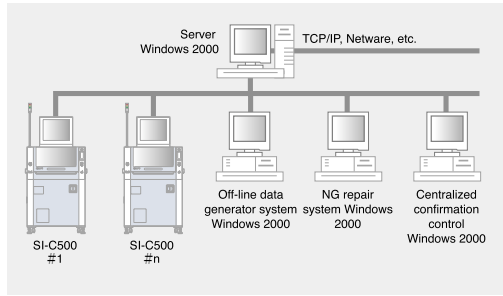 Server
Windows 2000
TCP/IP, Netware, etc.
SI-C500
#1
SI-C500
#n
Off-line data
generator system
Windows 2000
NG repair
system Windows
2000
Centralized
confirmation
control
Windows 2000